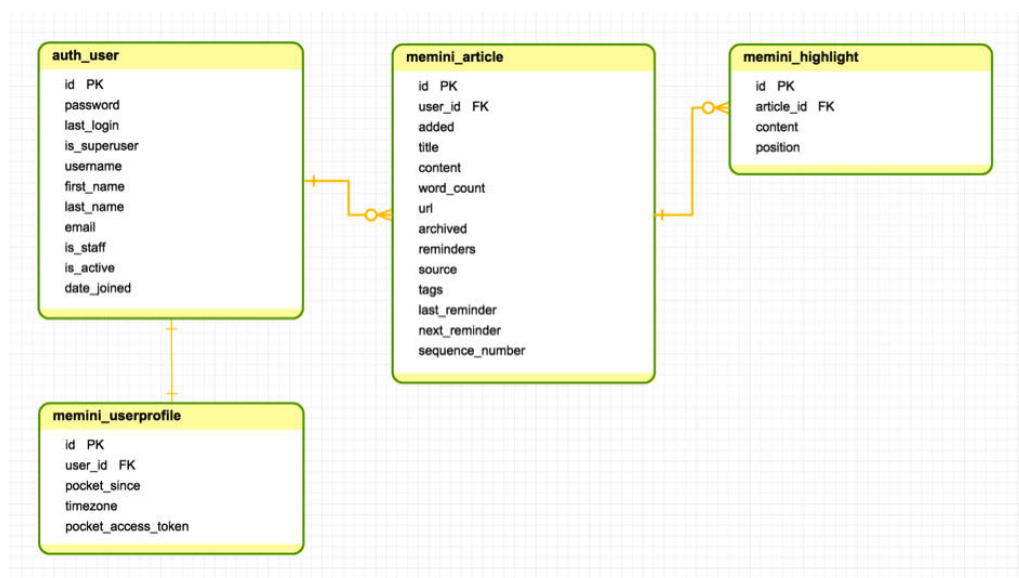 auth_user
id PK
password
last_login
is_superuser
username
first_name
last_name
email
is_staff
is_active
date_joined
memini_article
id PK
user_id FK
added
title
content
word_count
url
archived
reminders
source
tags
last_reminder
next_reminder
sequence_number
memini_highlight
id PK
article_id FK
content
position
memini_userprofile
id PK
user_id FK
pocket_since
timezone
pocket_access_token